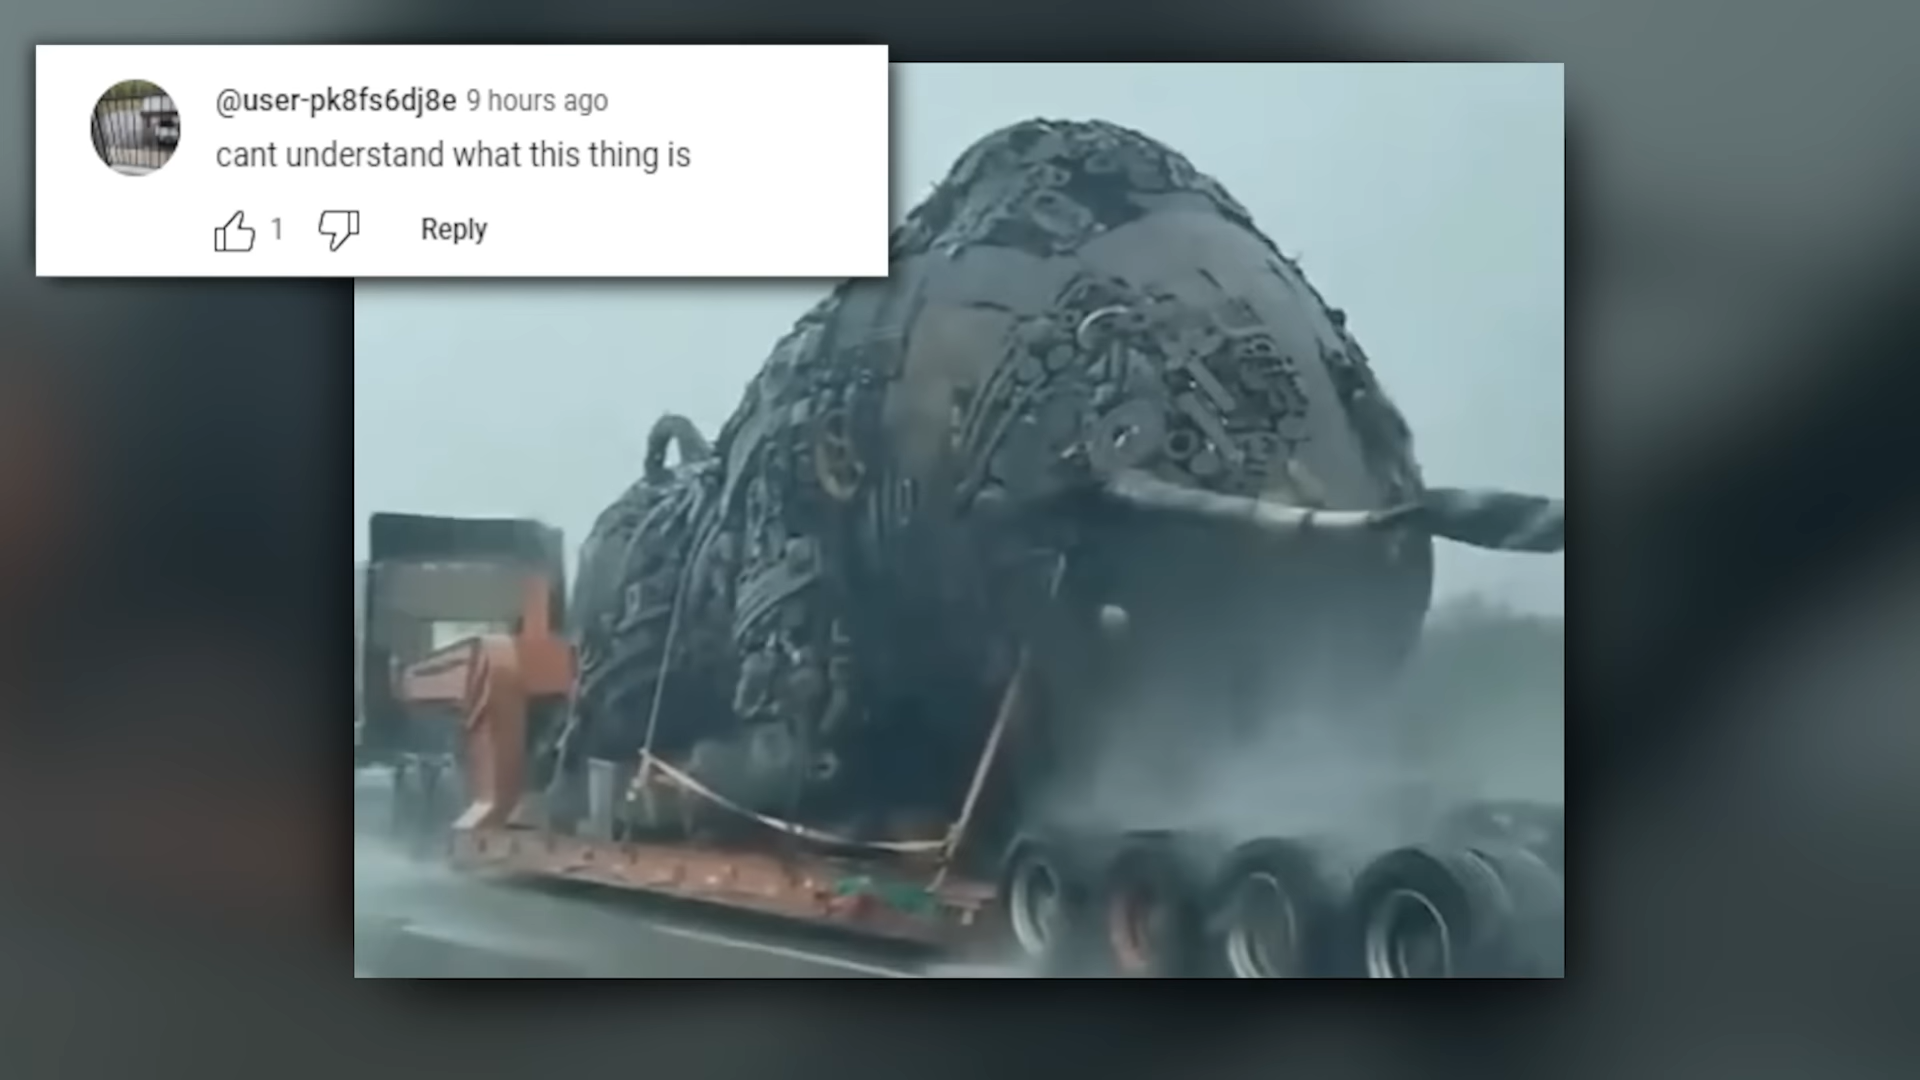 @user-pk8fs6dj8e 9 hours ago
cant understand what this thing is
1 Reply